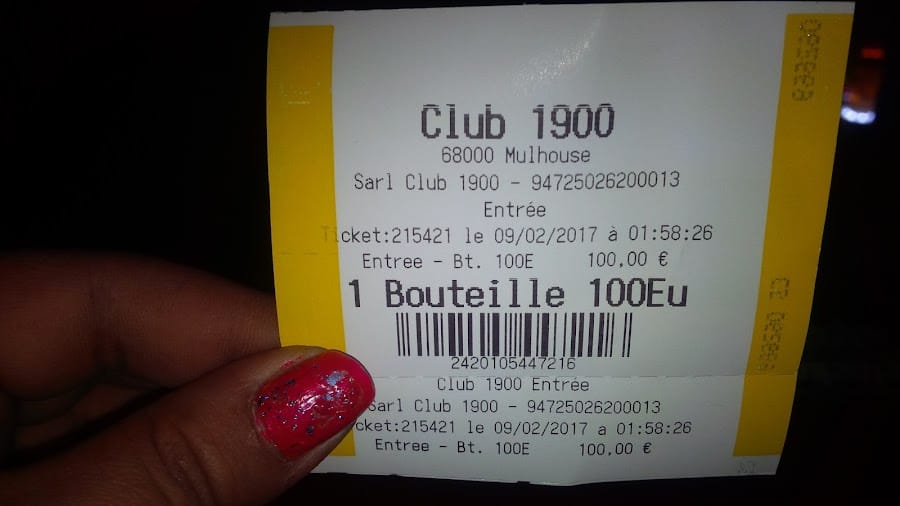 Club 1900
68000 Mulhouse
Sarl Club 1900 - 94725026200013
Entrée
Ticket:215421 le 09/02/2017 à 01:58:26
Entree - Bt. 100E 100,00 €
1 Bouteille 100Eu
2420105447216
Club 1900 Entrée
Sarl Club 1900 - 94725026200013
cket:215421 le 09/02/2017 a 01:58:26
Entree - Bt. 100E 100,00 €